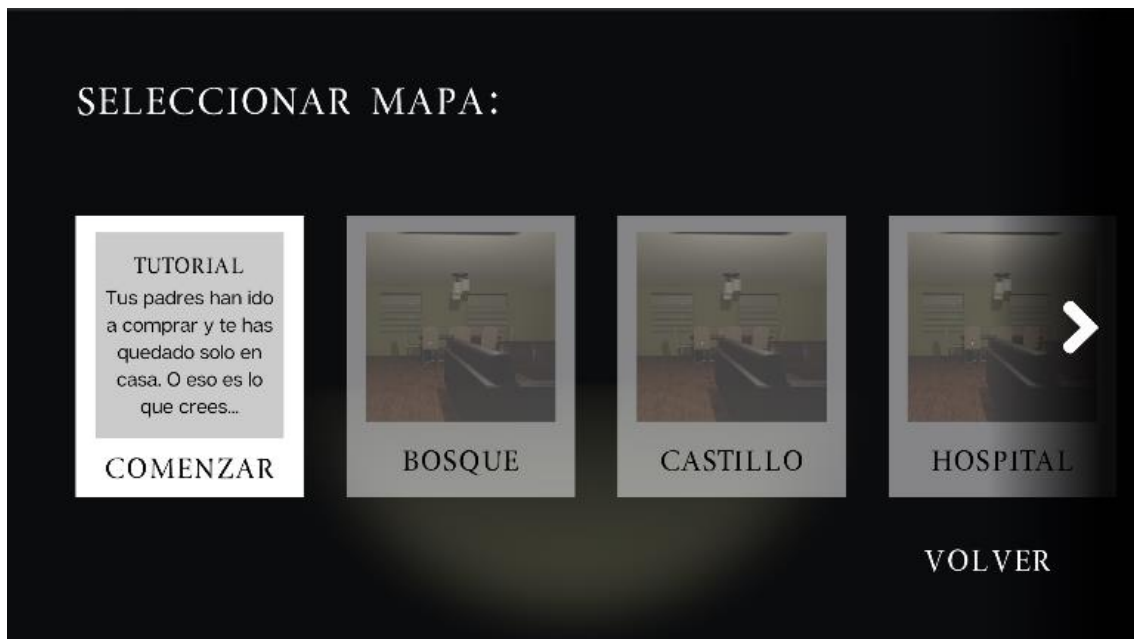 SELECCIONAR MAPA:
TUTORIAL
Tus padres han ido
a comprar y te has
quedado solo en
casa. O eso es lo
que crees...
COMENZAR
BOSQUE
CASTILLO
HOSPITAL
VOLVER